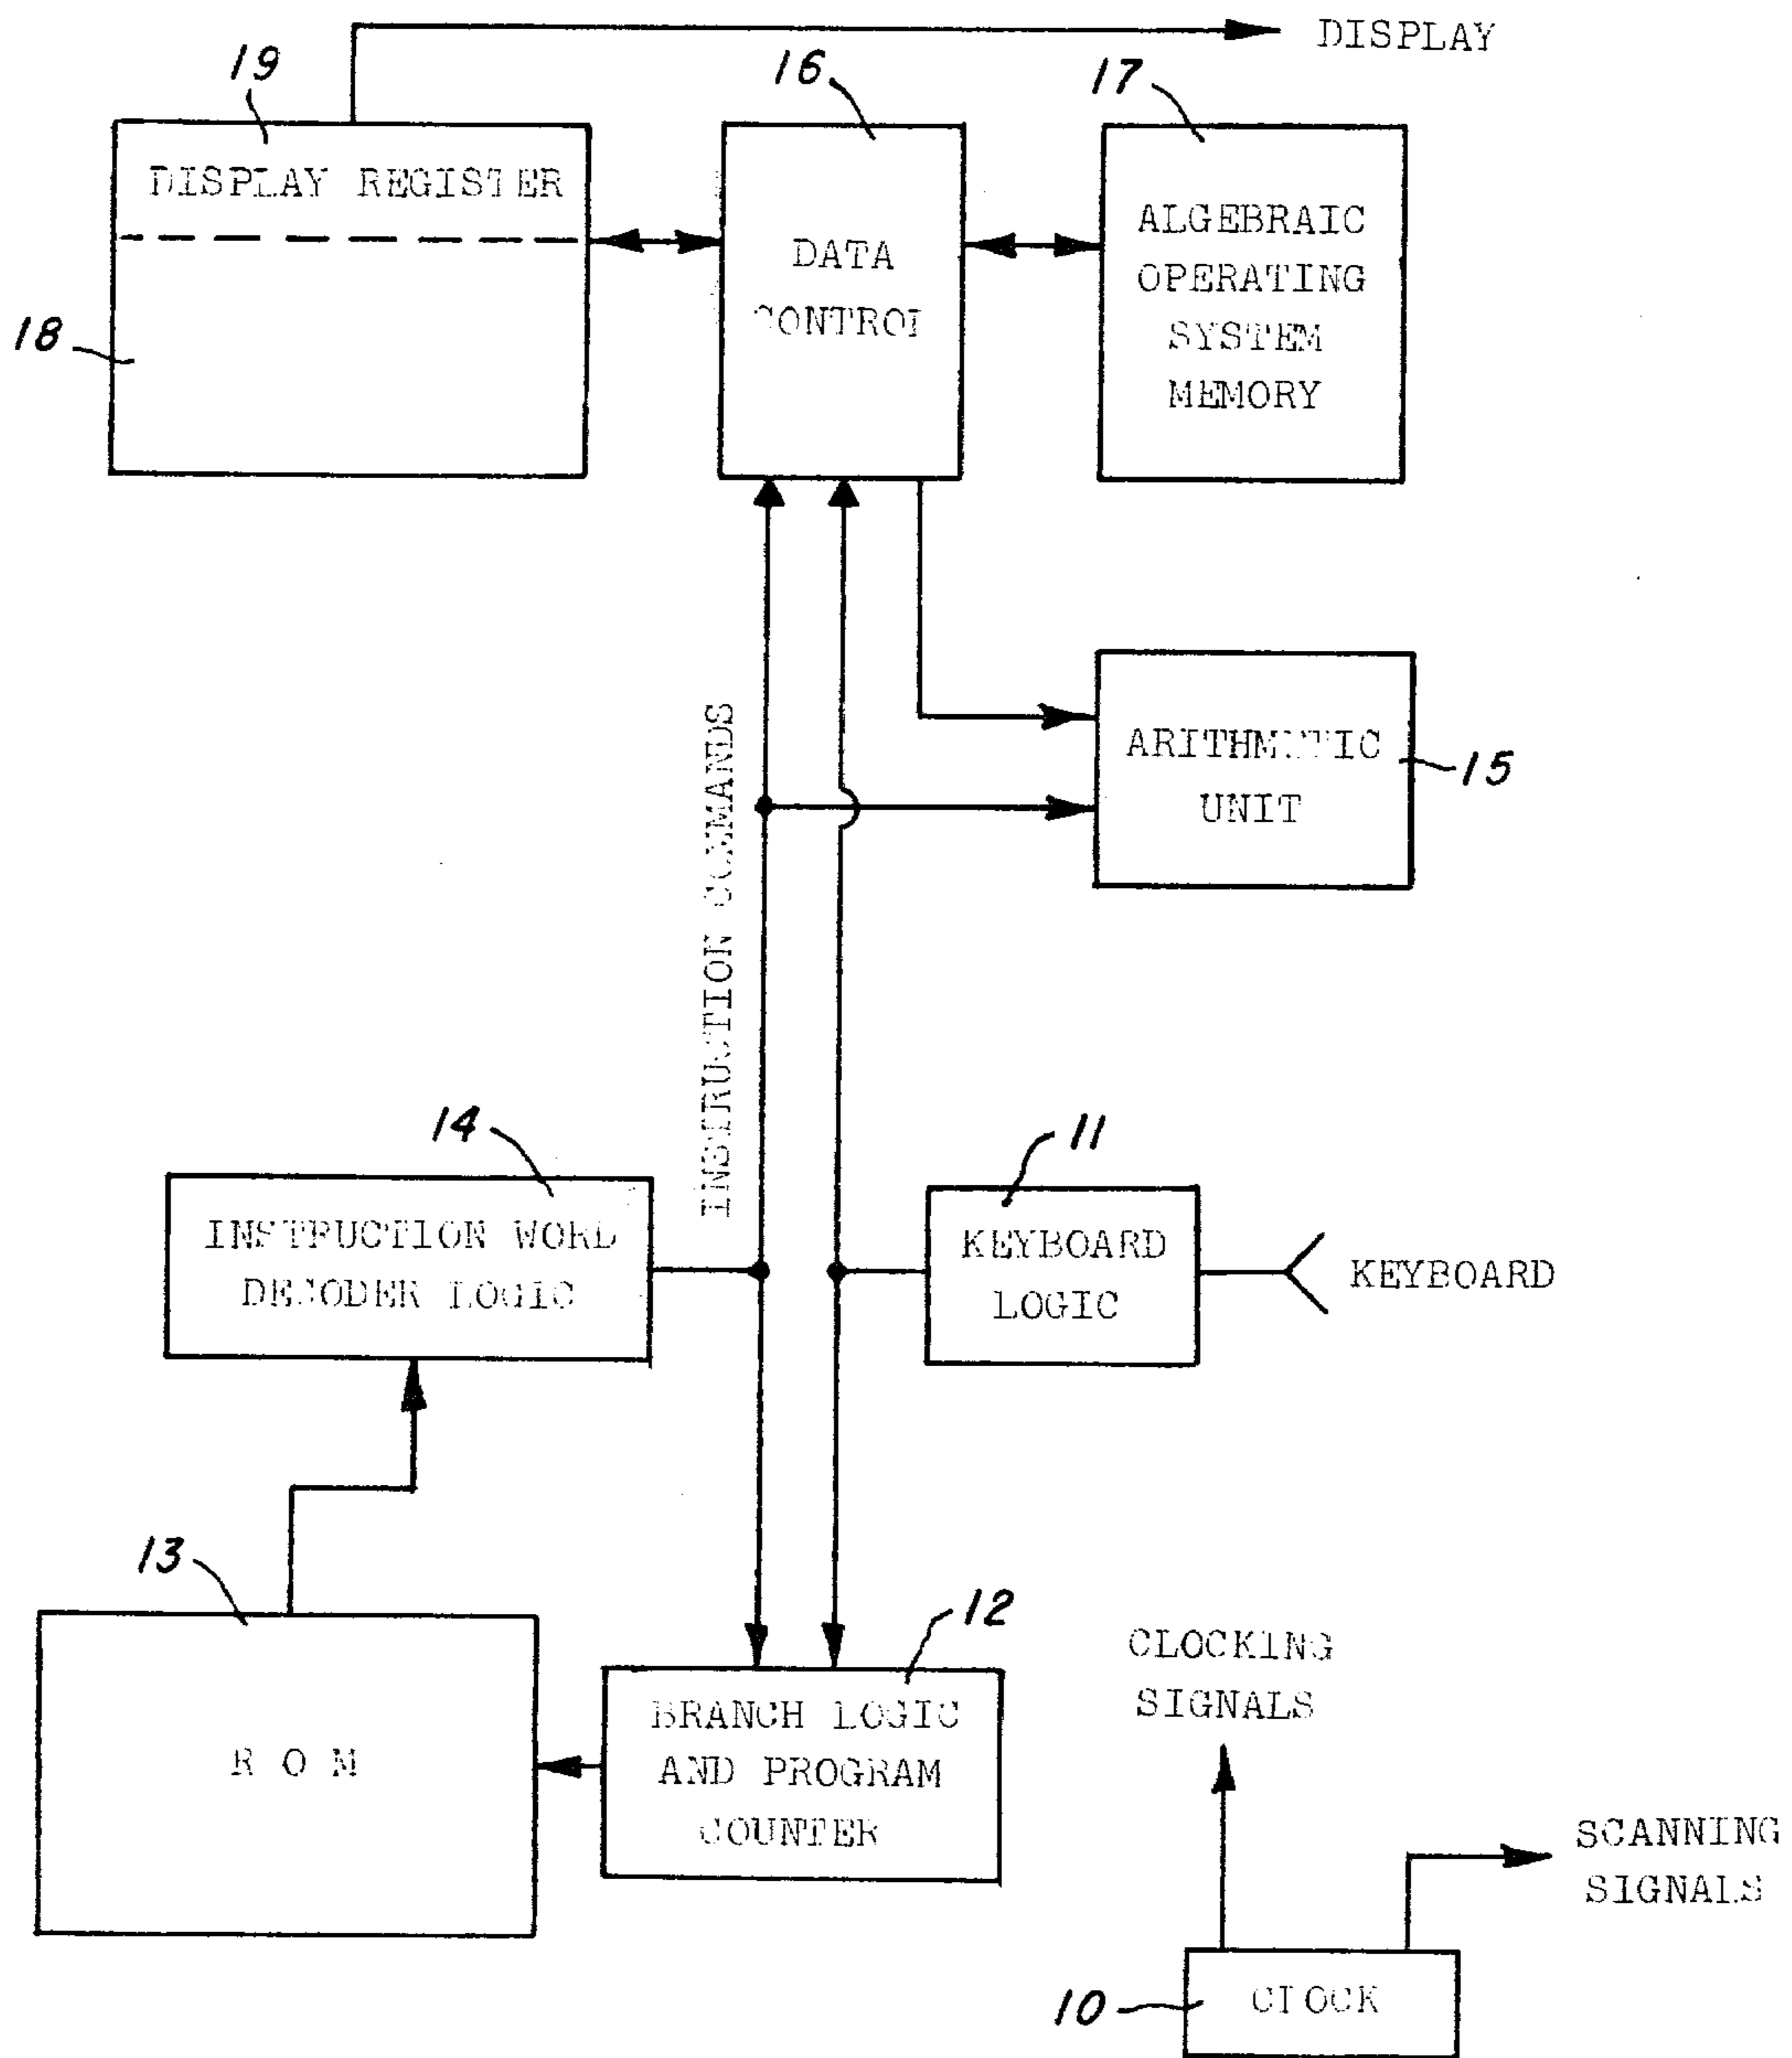 DISPLAY
19
16
17
DISPLAY REGISTER
DATA
CONTROL
ALGEBRAIC
OPERATING
SYSTEM
MEMORY
18
ARITHMETIC
UNIT
15
INSTRUCTION COMMANDS
14
11
INSTRUCTION WORD
DECODER LOGIC
KEYBOARD
LOGIC
KEYBOARD
13
12
R O M
BRANCH LOGIC
AND PROGRAM
COUNTER
CLOCKING
SIGNALS
SCANNING
SIGNALS
10
CLOCK